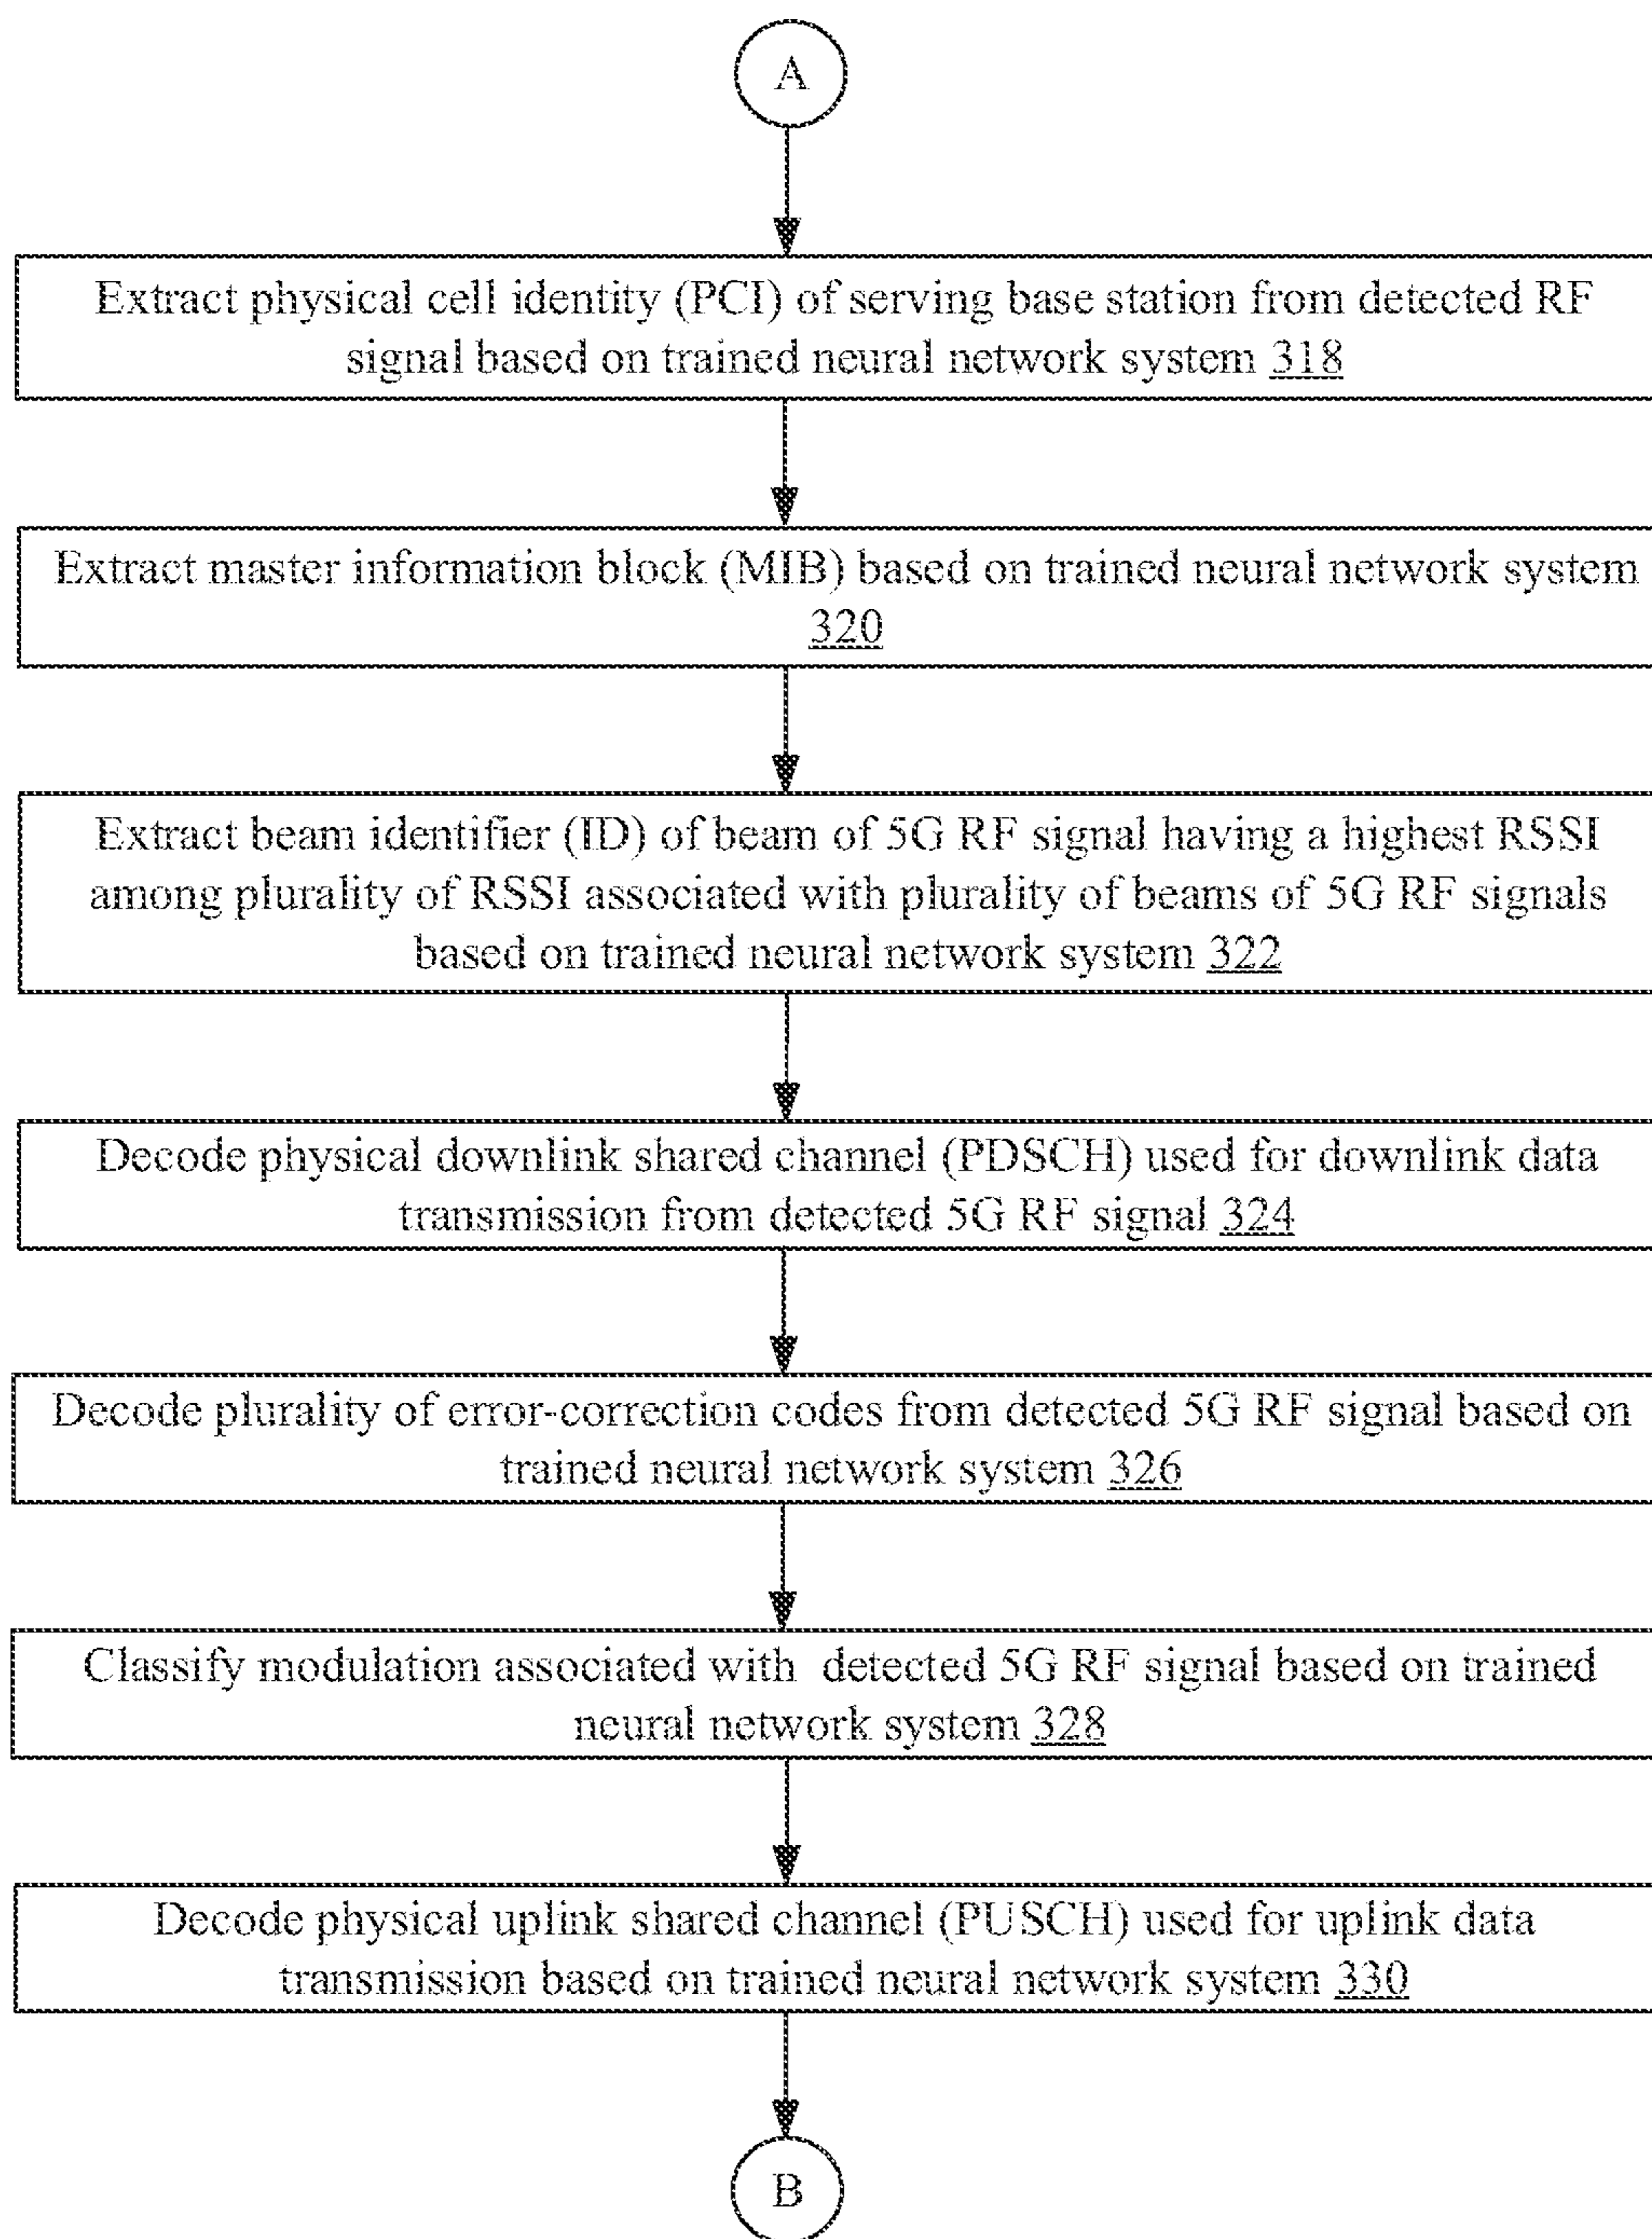 A
Extract physical cell identity (PCI) of serving base station from detected RF
signal based on trained neural network system 318
Extract master information block (MIB) based on trained neural network system
320
Extract beam identifier (ID) of beam of 5G RF signal having a highest RSSI
among plurality of RSSI associated with plurality of beams of 5G RF signals
based on trained neural network system 322
Decode physical downlink shared channel (PDSCH) used for downlink data
transmission from detected 5G RF signal 324
Decode plurality of error-correction codes from detected 5G RF signal based on
trained neural network system 326
Classify modulation associated with detected 5G RF signal based on trained
neural network system 328
Decode physical uplink shared channel (PUSCH) used for uplink data
transmission based on trained neural network system 330
B